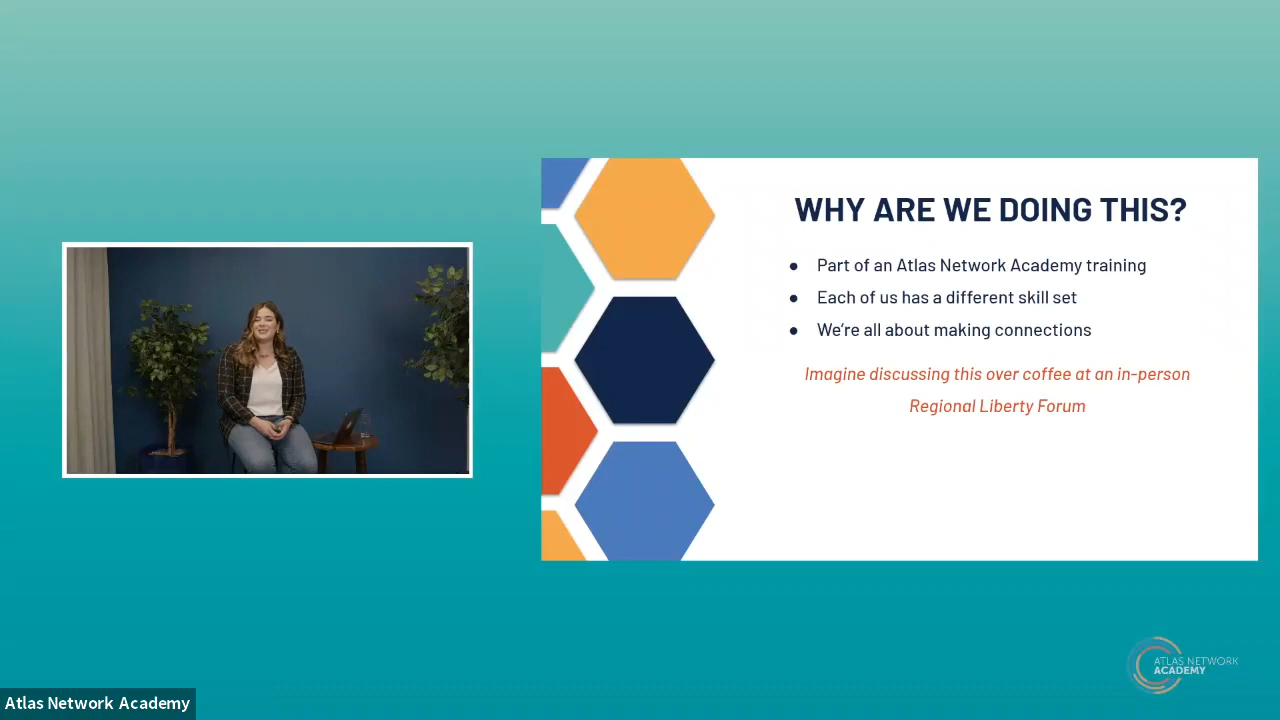 WHY ARE WE DOING THIS?
● Part of an Atlas Network Academy training
● Each of us has a different skill set
● We're all about making connections
Imagine discussing this over coffee at an in-person
Regional Liberty Forum
ATLAS NETWORK
ACADEMY
Atlas Network Academy